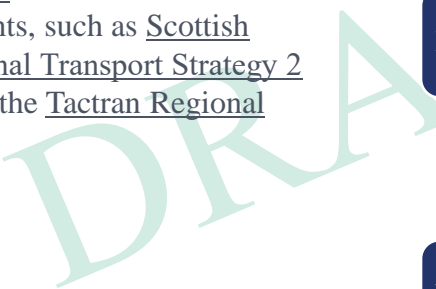 nts, such as Scottish
nal Transport Strategy 2
the Tactran Regional
DRA